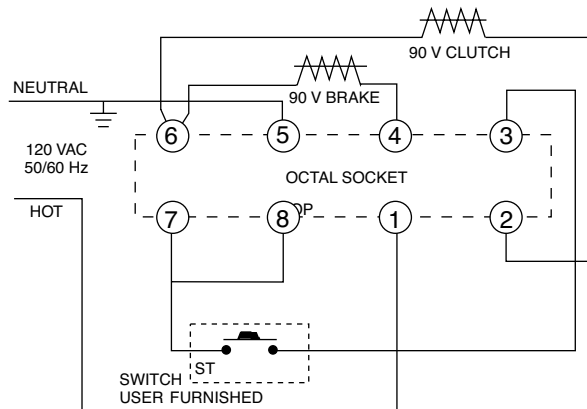 90 V CLUTCH
NEUTRAL
90 V BRAKE
6 5 4 3
120 VAC
50/60 Hz
OCTAL SOCKET
HOT
OP
7 8 1 2
ST
SWITCH
USER FURNISHED